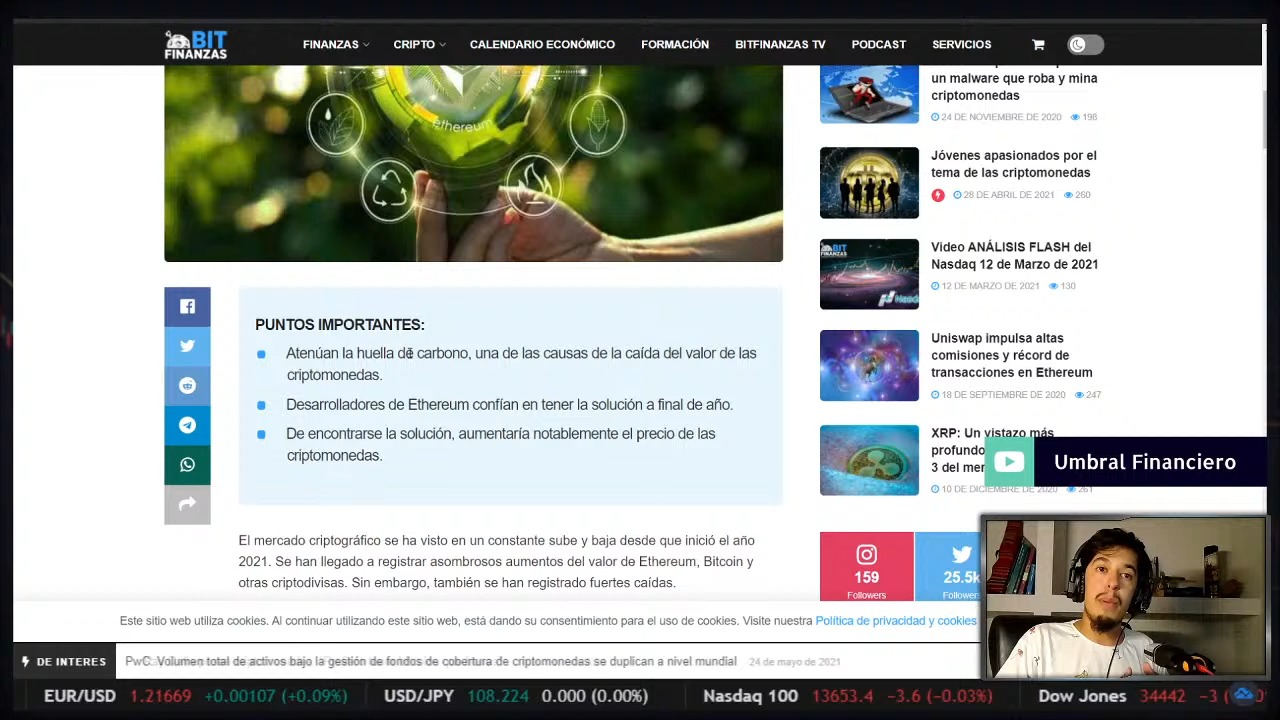 BIT
FINANZAS
FINANZAS
CRIPTO
CALENDARIO ECONÓMICO
FORMACIÓN
BITFINANZAS TV
PODCAST
SERVICIOS
ethereum
un malware que roba y mina
criptomonedas
24 DE NOVIEMBRE DE 2020 198
Jóvenes apasionados por el
tema de las criptomonedas
28 DE ABRIL DE 2021 260
Video ANÁLISIS FLASH del
Nasdaq 12 de Marzo de 2021
12 DE MARZO DE 2021 130
Uniswap impulsa altas
comisiones y récord de
transacciones en Ethereum
18 DE SEPTIEMBRE DE 2020 247
XRP: Un vistazo más
profundo
3 del
10 DE DICIEMBRE DE 2020 261
PUNTOS IMPORTANTES:
Atenúan la huella de carbono, una de las causas de la caída del valor de las
criptomonedas.
Desarrolladores de Ethereum confían en tener la solución a final de año.
De encontrarse la solución, aumentaría notablemente el precio de las
criptomonedas.
El mercado criptográfico se ha visto en un constante sube y baja desde que inició el año
2021. Se han llegado a registrar asombrosos aumentos del valor de Ethereum, Bitcoin y
otras criptodivisas. Sin embargo, también se han registrado fuertes caídas.
Umbral Financiero
159
Followers
25.5k
Este sitio web utiliza cookies. Al continuar utilizando este sitio web, está dando su consentimiento para el uso de cookies. Visite nuestra Política de privacidad y cookies
DE INTERES
PwC: Volumen total de activos bajo la gestión de fondos de cobertura de criptomonedas se duplican a nivel mundial
24 de mayo de 2021
EUR/USD 1.21669 +0.00107 (+0.09%)
USD/JPY 108.224 0.000 (0.00%)
Nasdaq 100 13653.4 −3.6 (−0.03%)
Dow Jones 34442 −3